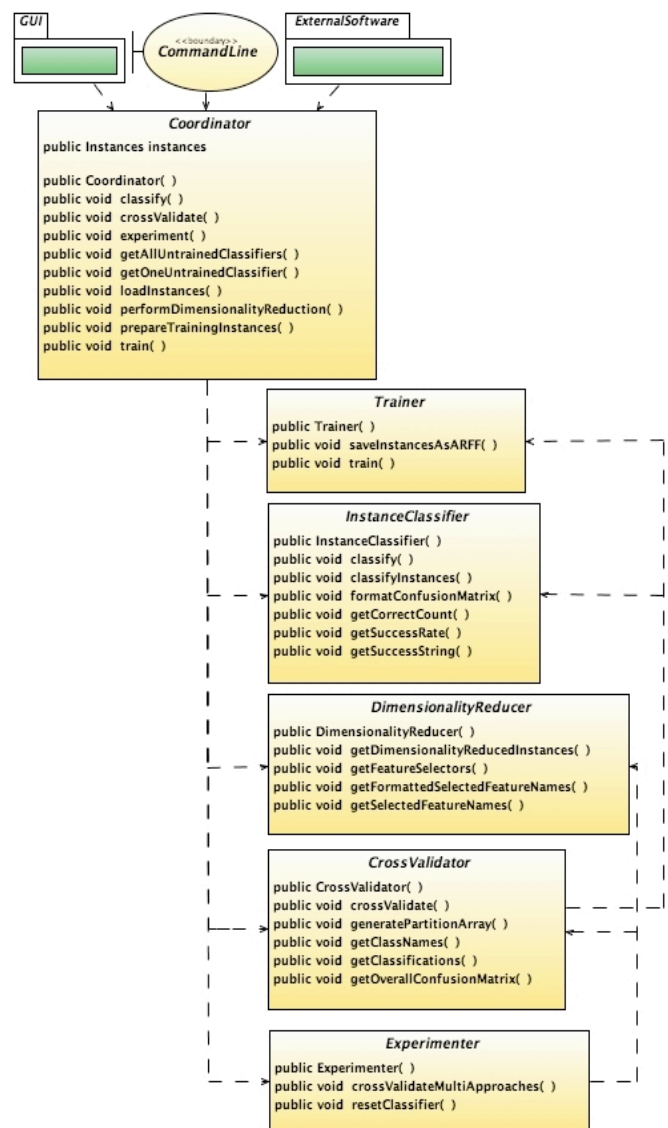 GUI
<<boundary>>
CommandLine
ExternalSoftware
Coordinator
public Instances instances
public Coordinator( )
public void classify( )
public void crossValidate( )
public void experiment( )
public void getAllUntrainedClassifiers( )
public void getOneUntrainedClassifier( )
public void loadInstances( )
public void performDimensionalityReduction( )
public void prepareTrainingInstances( )
public void train( )
Trainer
public Trainer( )
public void saveInstancesAsARFF( )
public void train( )
InstanceClassifier
public InstanceClassifier( )
public void classify( )
public void classifyInstances( )
public void formatConfusionMatrix( )
public void getCorrectCount( )
public void getSuccessRate( )
public void getSuccessString( )
DimensionalityReducer
public DimensionalityReducer( )
public void getDimensionalityReducedInstances( )
public void getFeatureSelectors( )
public void getFormattedSelectedFeatureNames( )
public void getSelectedFeatureNames( )
CrossValidator
public CrossValidator( )
public void crossValidate( )
public void generatePartitionArray( )
public void getClassNames( )
public void getClassifications( )
public void getOverallConfusionMatrix( )
Experimenter
public Experimenter( )
public void crossValidateMultiApproaches( )
public void resetClassifier( )